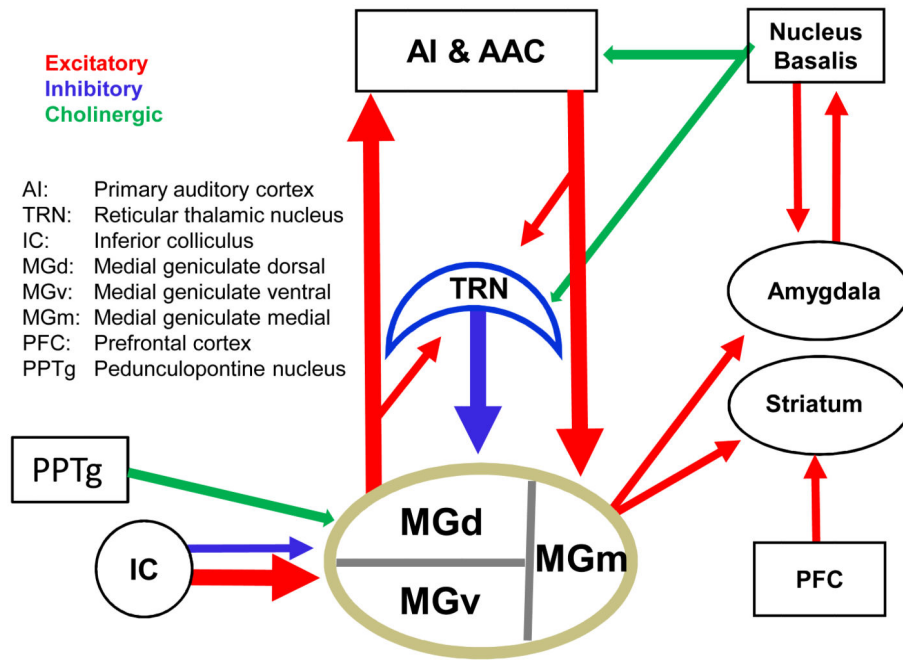 Excitatory
Inhibitory
Cholinergic
AI & AAC
Nucleus
Basalis
AI: Primary auditory cortex
TRN: Reticular thalamic nucleus
IC: Inferior colliculus
MGd: Medial geniculate dorsal
MGv: Medial geniculate ventral
MGm: Medial geniculate medial
PFC: Prefrontal cortex
PPTg Pedunculopontine nucleus
TRN
Amygdala
Striatum
PPTg
IC
MGd
MGm
MGv
PFC